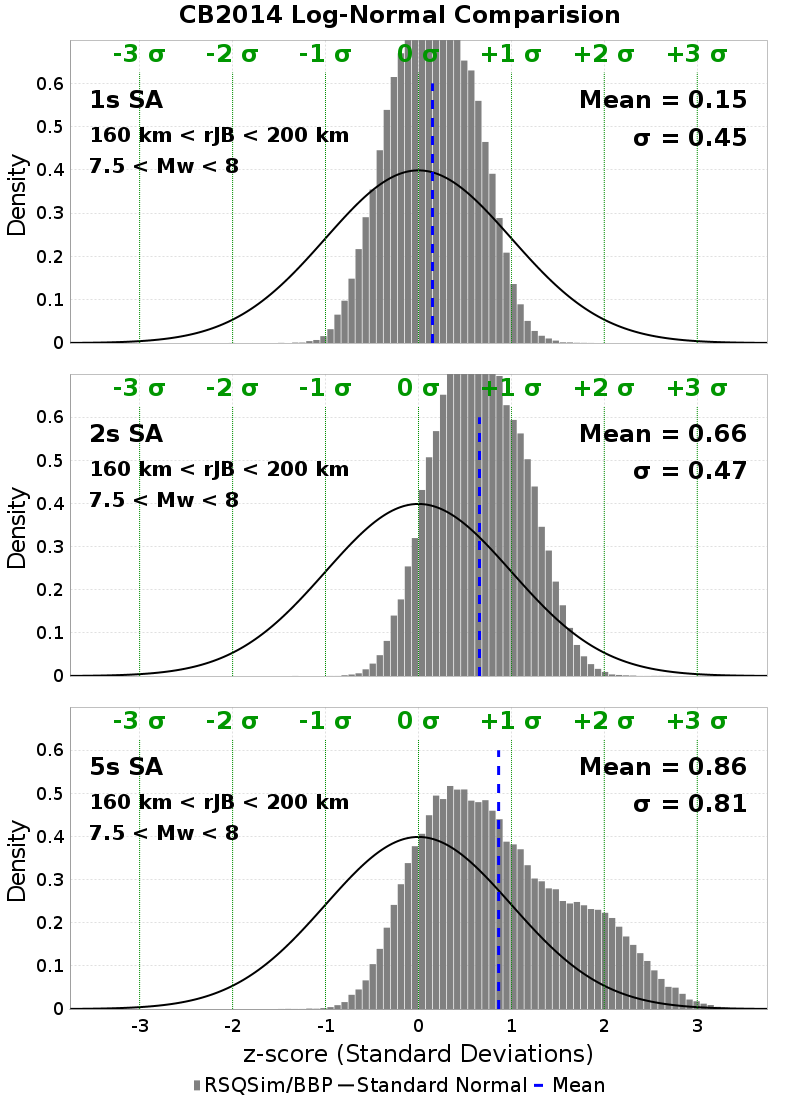 CB2014 Log-Normal Comparision
-3 σ -2 σ -1 σ 0 σ +1 σ +2 σ +3 σ
1s SA
Mean = 0.15
160 km < rJB < 200 km
σ = 0.45
7.5 < Mw < 8
Density
0.6
0.5
0.4
0.3
0.2
0.1
0
-3 σ -2 σ -1 σ 0 σ +1 σ +2 σ +3 σ
2s SA
Mean = 0.66
160 km < rJB < 200 km
σ = 0.47
7.5 < Mw < 8
Density
0.6
0.5
0.4
0.3
0.2
0.1
0
-3 σ -2 σ -1 σ 0 σ +1 σ +2 σ +3 σ
5s SA
Mean = 0.86
160 km < rJB < 200 km
σ = 0.81
7.5 < Mw < 8
Density
0.6
0.5
0.4
0.3
0.2
0.1
0
-3 -2 -1 0 1 2 3
z-score (Standard Deviations)
RSQSim/BBP Standard Normal Mean